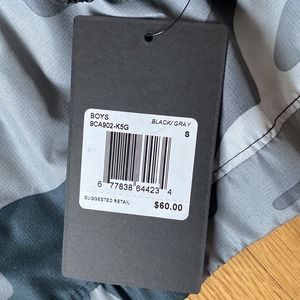 BOYS
9CA902-K5G
BLACK/GRAY
S
6 77838 64423 4
SUGGESTED RETAIL
$60.00